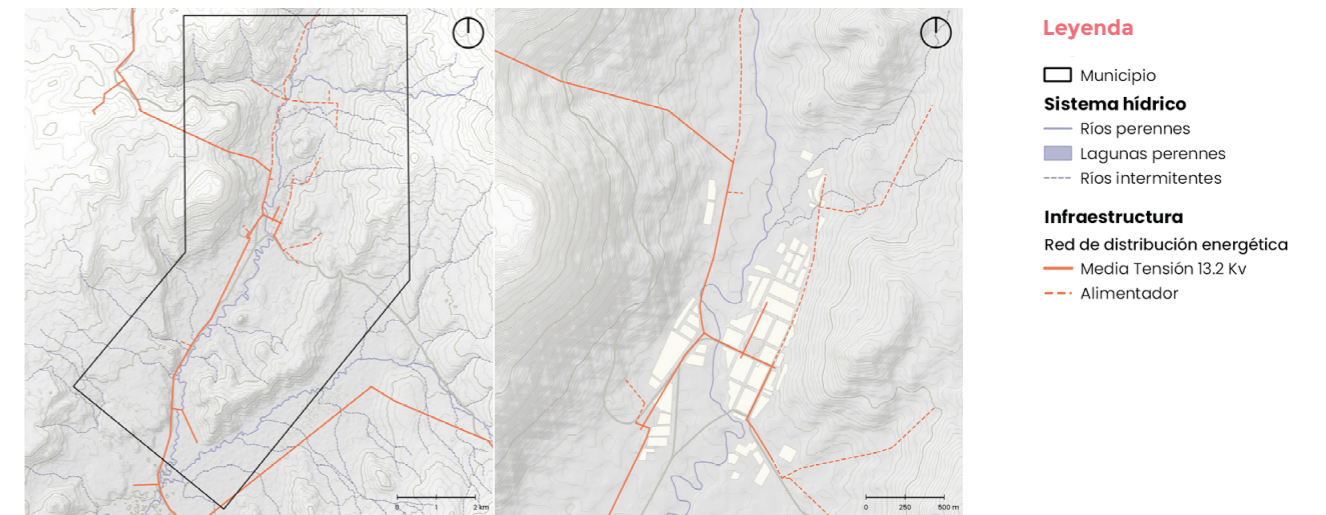 Leyenda
Municipio
Sistema hídrico
Ríos perennes
Lagunas perennes
Ríos intermitentes
Infraestructura
Red de distribución energética
Media Tensión 13.2 Kv
Alimentador
0 1 2 km
0 250 500 m